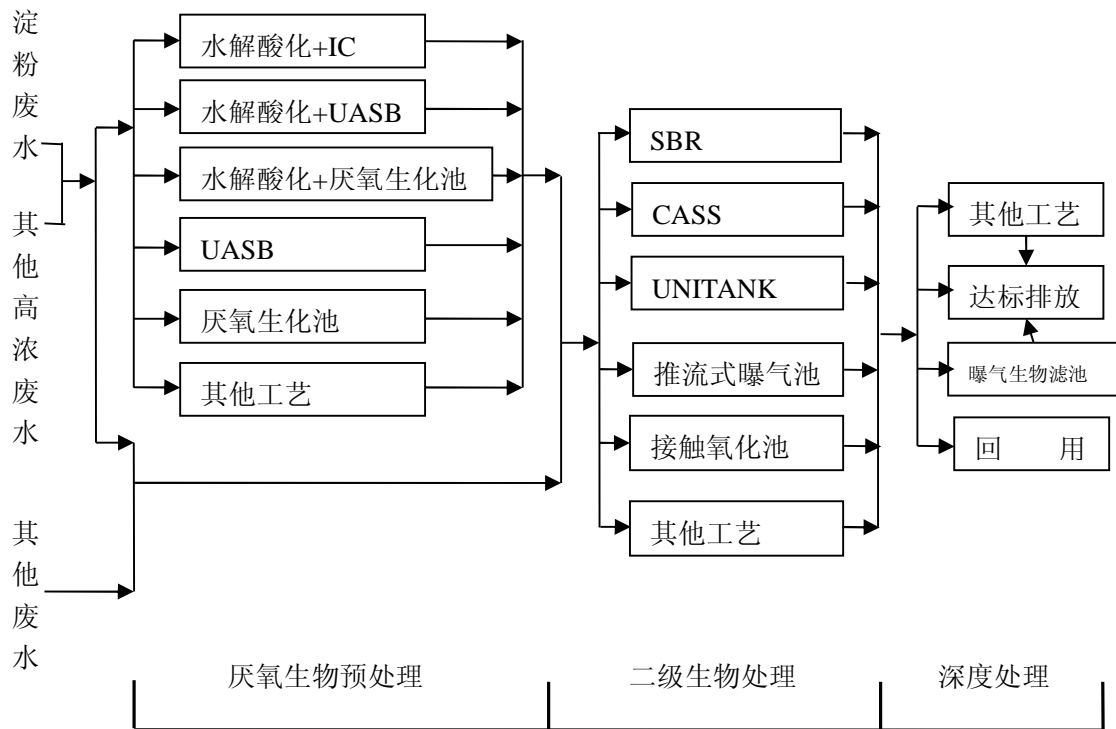 淀粉废水
其他高浓废水
其他废水
水解酸化+IC
水解酸化+UASB
水解酸化+厌氧生化池
UASB
厌氧生化池
其他工艺
SBR
CASS
UNITANK
推流式曝气池
接触氧化池
其他工艺
其他工艺
达标排放
曝气生物滤池
回 用
厌氧生物预处理
二级生物处理
深度处理